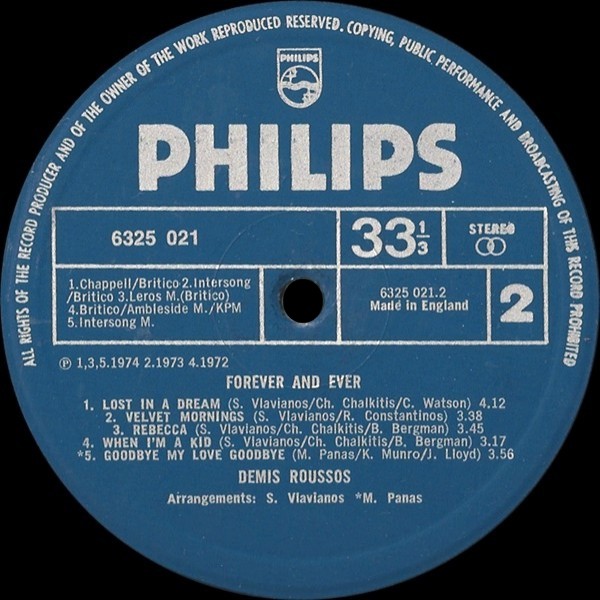 ALL RIGHTS OF THE RECORD PRODUCER AND OF THE OWNER OF THE WORK REPRODUCED RESERVED. COPYING, PUBLIC PERFORMANCE AND BROADCASTING OF THIS RECORD PROHIBITED
PHILIPS
PHILIPS
6325 021
33 1/3
STEREO
1.Chappell/Britico 2.Intersong
/Britico 3.Leros M.(Britico)
4.Britico/Ambleside M./KPM
5.Intersong M.
6325 021.2
Made in England
2
℗ 1,3,5.1974 2.1973 4.1972
FOREVER AND EVER
1. LOST IN A DREAM (S. Vlavianos/Ch. Chalkitis/C. Watson) 4.12
2. VELVET MORNINGS (S. Vlavianos/R. Constantinos) 3.38
3. REBECCA (S. Vlavianos/Ch. Chalkitis/B. Bergman) 3.45
4. WHEN I'M A KID (S. Vlavianos/Ch. Chalkitis/B. Bergman) 3.17
*5. GOODBYE MY LOVE GOODBYE (M. Panas/K. Munro/J. Lloyd) 3.56
DEMIS ROUSSOS
Arrangements: S. Vlavianos *M. Panas